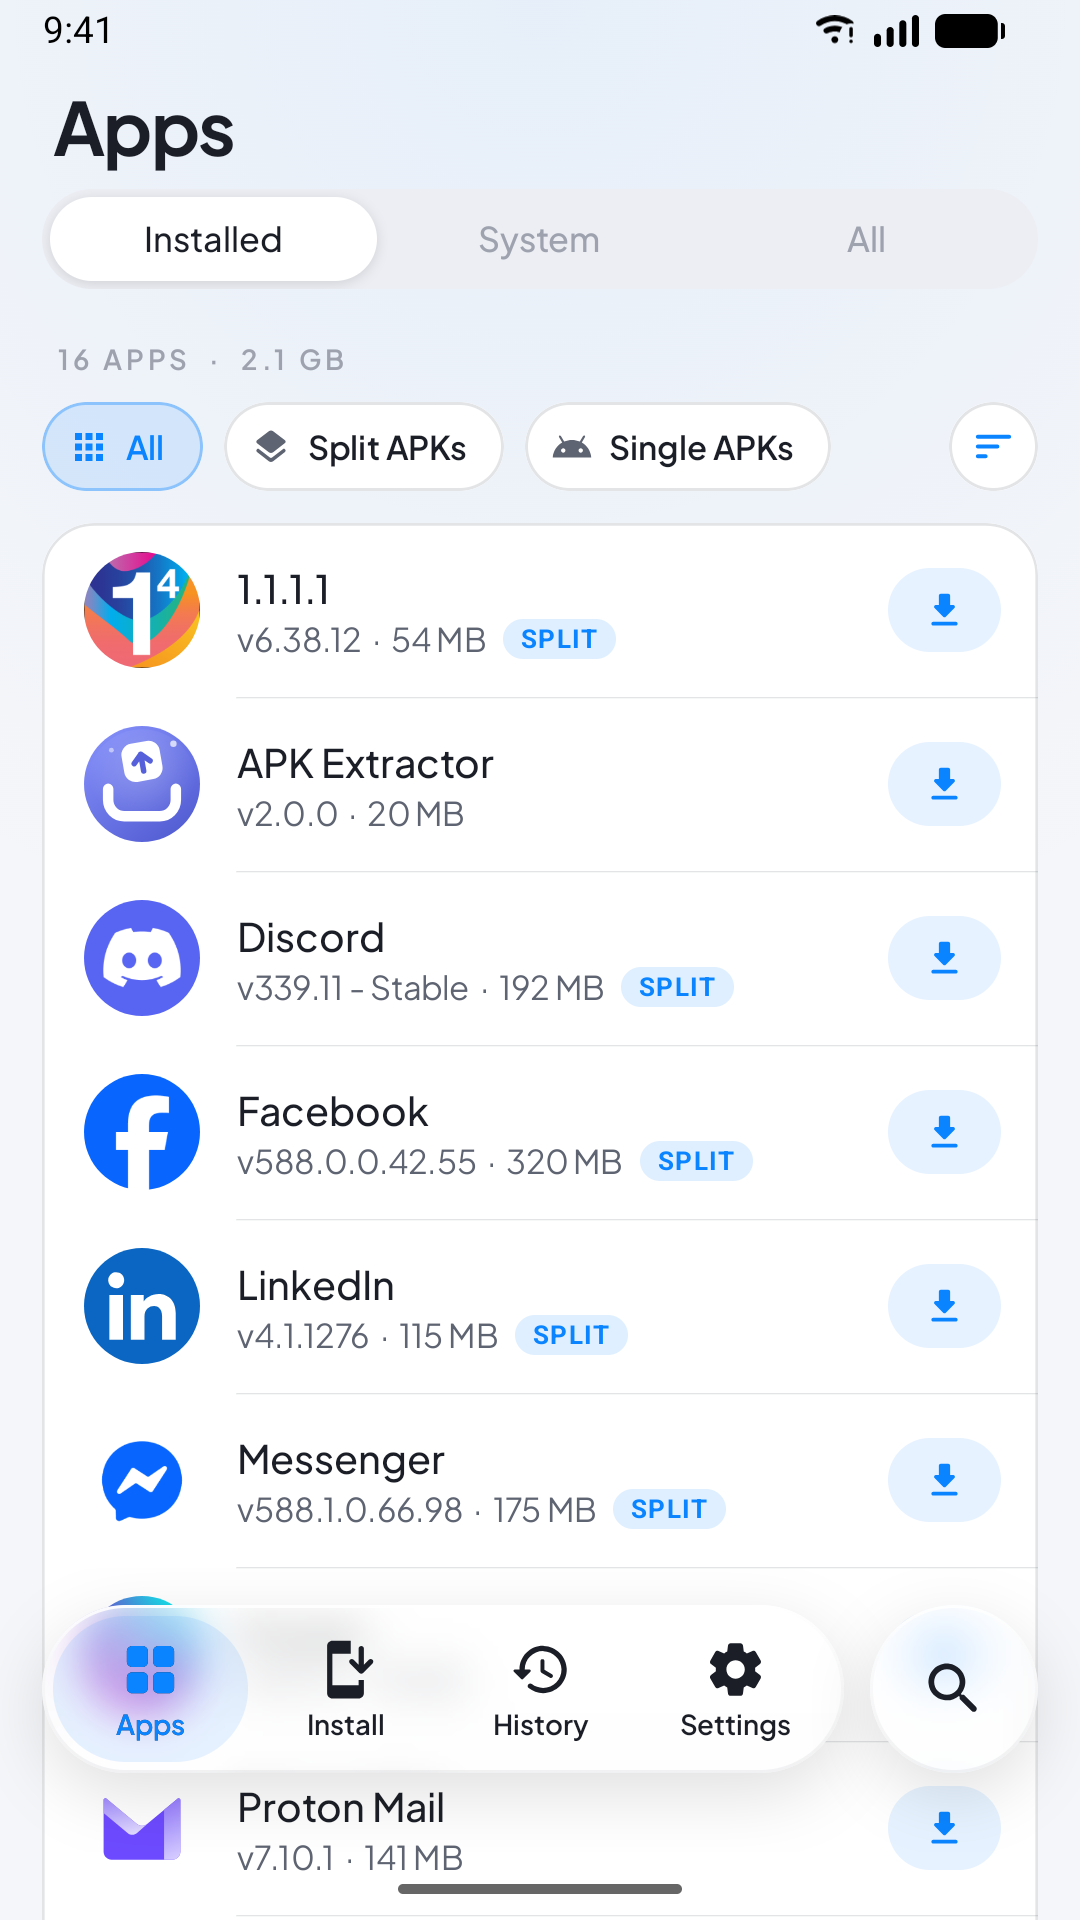 9:41
Apps
Installed
System
All
16 APPS · 2.1 GB
All
Split APKs
Single APKs
1.1.1.1
v6.38.12 · 54 MB SPLIT
APK Extractor
v2.0.0 · 20 MB
Discord
v339.11 - Stable · 192 MB SPLIT
Facebook
v588.0.0.42.55 · 320 MB SPLIT
LinkedIn
v4.1.1276 · 115 MB SPLIT
Messenger
v588.1.0.66.98 · 175 MB SPLIT
Apps
Install
History
Settings
Proton Mail
v7.10.1 · 141 MB